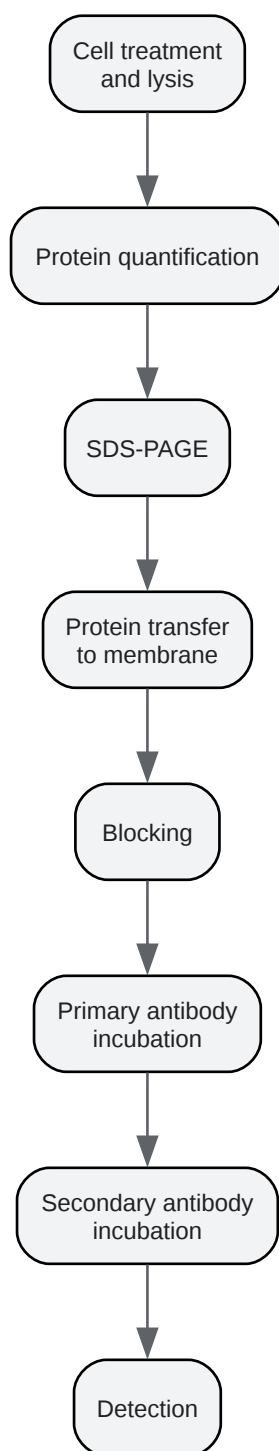 Cell treatment
and lysis
Protein quantification
SDS-PAGE
Protein transfer
to membrane
Blocking
Primary antibody
incubation
Secondary antibody
incubation
Detection